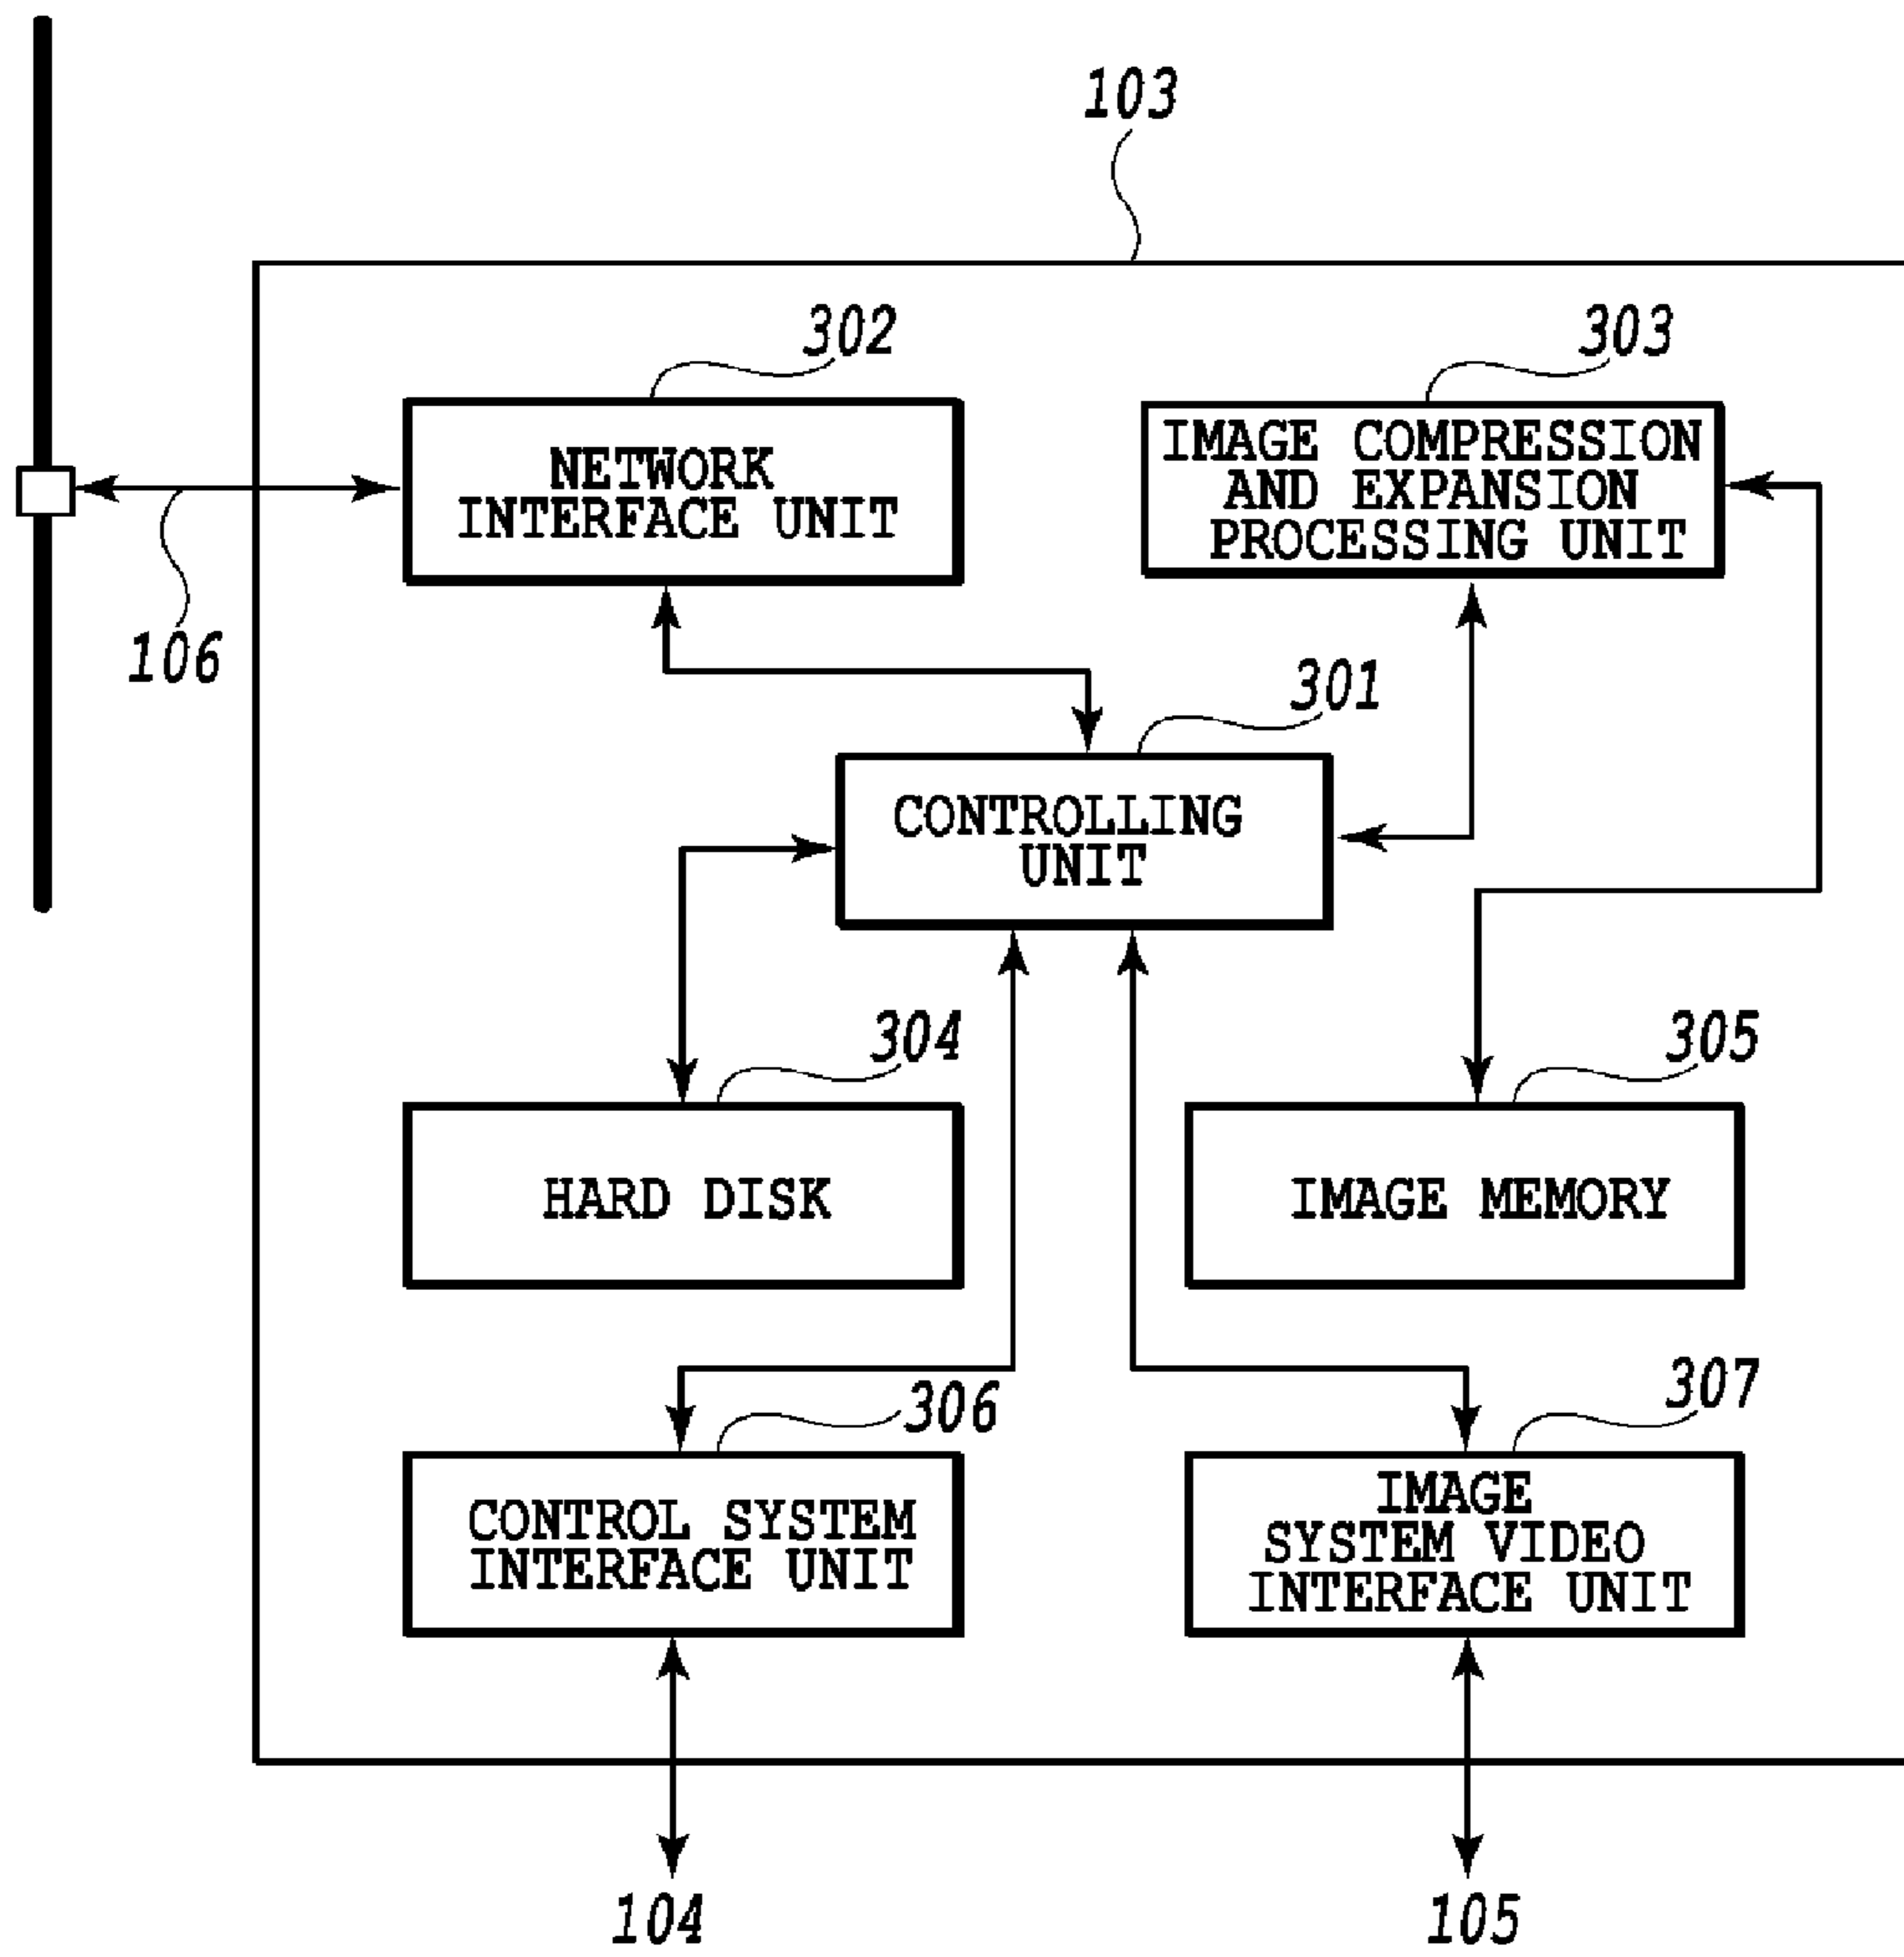 103
302
303
NETWORK
INTERFACE UNIT
IMAGE COMPRESSION
AND EXPANSION
PROCESSING UNIT
106
301
CONTROLLING
UNIT
304
305
HARD DISK
IMAGE MEMORY
306
307
CONTROL SYSTEM
INTERFACE UNIT
IMAGE
SYSTEM VIDEO
INTERFACE UNIT
104
105